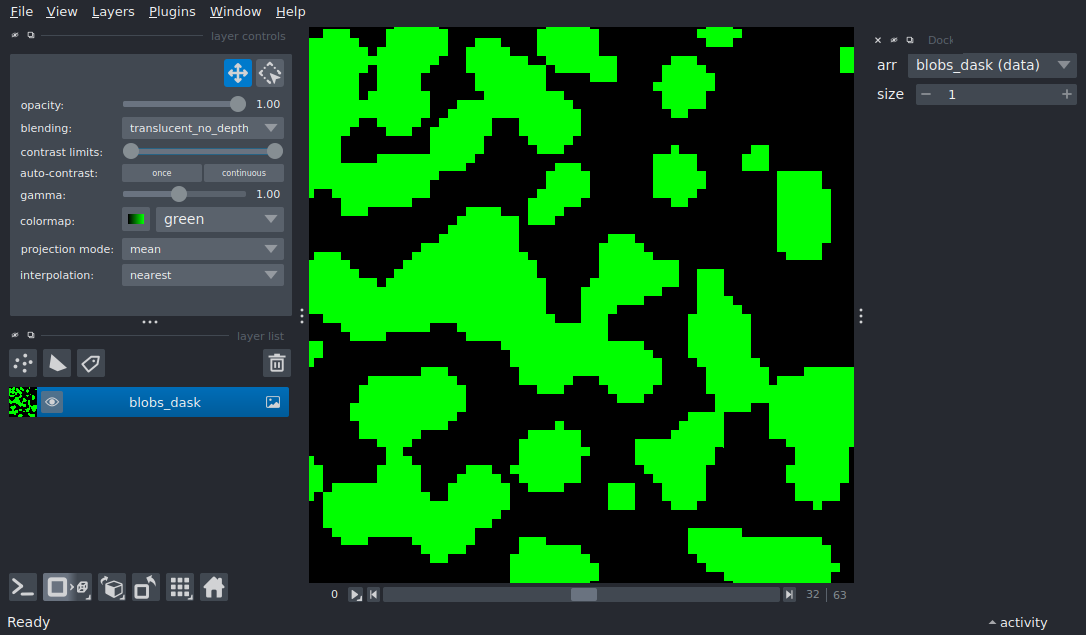 File View Layers Plugins Window Help
layer controls
opacity: 1.00
blending: translucent_no_depth
contrast limits:
auto-contrast: once continuous
gamma: 1.00
colormap: green
projection mode: mean
interpolation: nearest
layer list
blobs_dask
0 32 63
Dock
arr blobs_dask (data)
size 1
Ready
activity